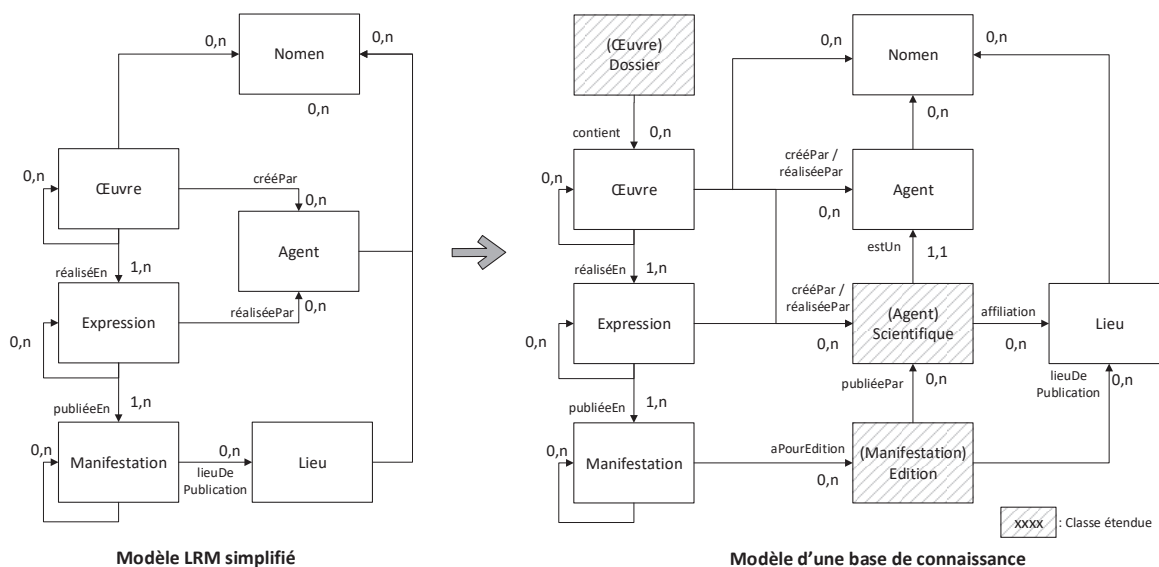 0,n
Nomen
0,n
0,n
0,n
Œuvre
crééPar
0,n
Agent
réaliséEn
1,n
0,n
réaliséePar
Expression
0,n
publiéeEn
1,n
0,n
Manifestation
0,n
lieuDe
Publication
Lieu
Modèle LRM simplifié
(Œuvre)
Dossier
contient
0,n
0,n
Nomen
0,n
0,n
0,n
Œuvre
crééPar /
réaliséePar
0,n
Agent
estUn
1,1
réaliséEn
1,n
0,n
Expression
crééPar /
réaliséePar
0,n
(Agent)
Scientifique
affiliation
0,n
Lieu
publiéePar
0,n
lieuDe
Publication
0,n
publiéeEn
1,n
0,n
Manifestation
aPourEdition
0,n
(Manifestation)
Edition
xxxx : Classe étendue
Modèle d'une base de connaissance